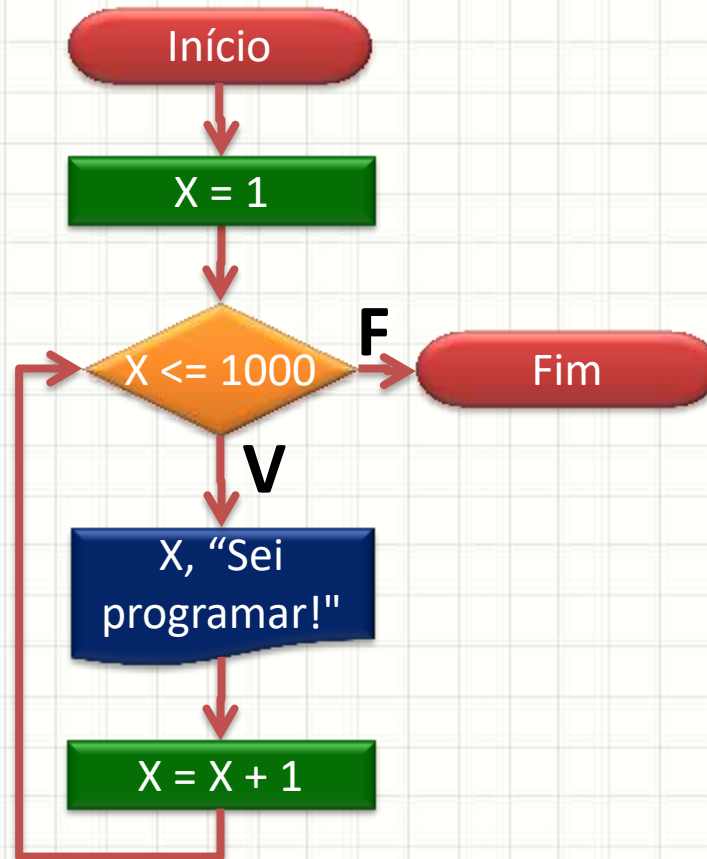 Início
X = 1
X <= 1000
F
Fim
V
X, “Sei
programar!"
X = X + 1